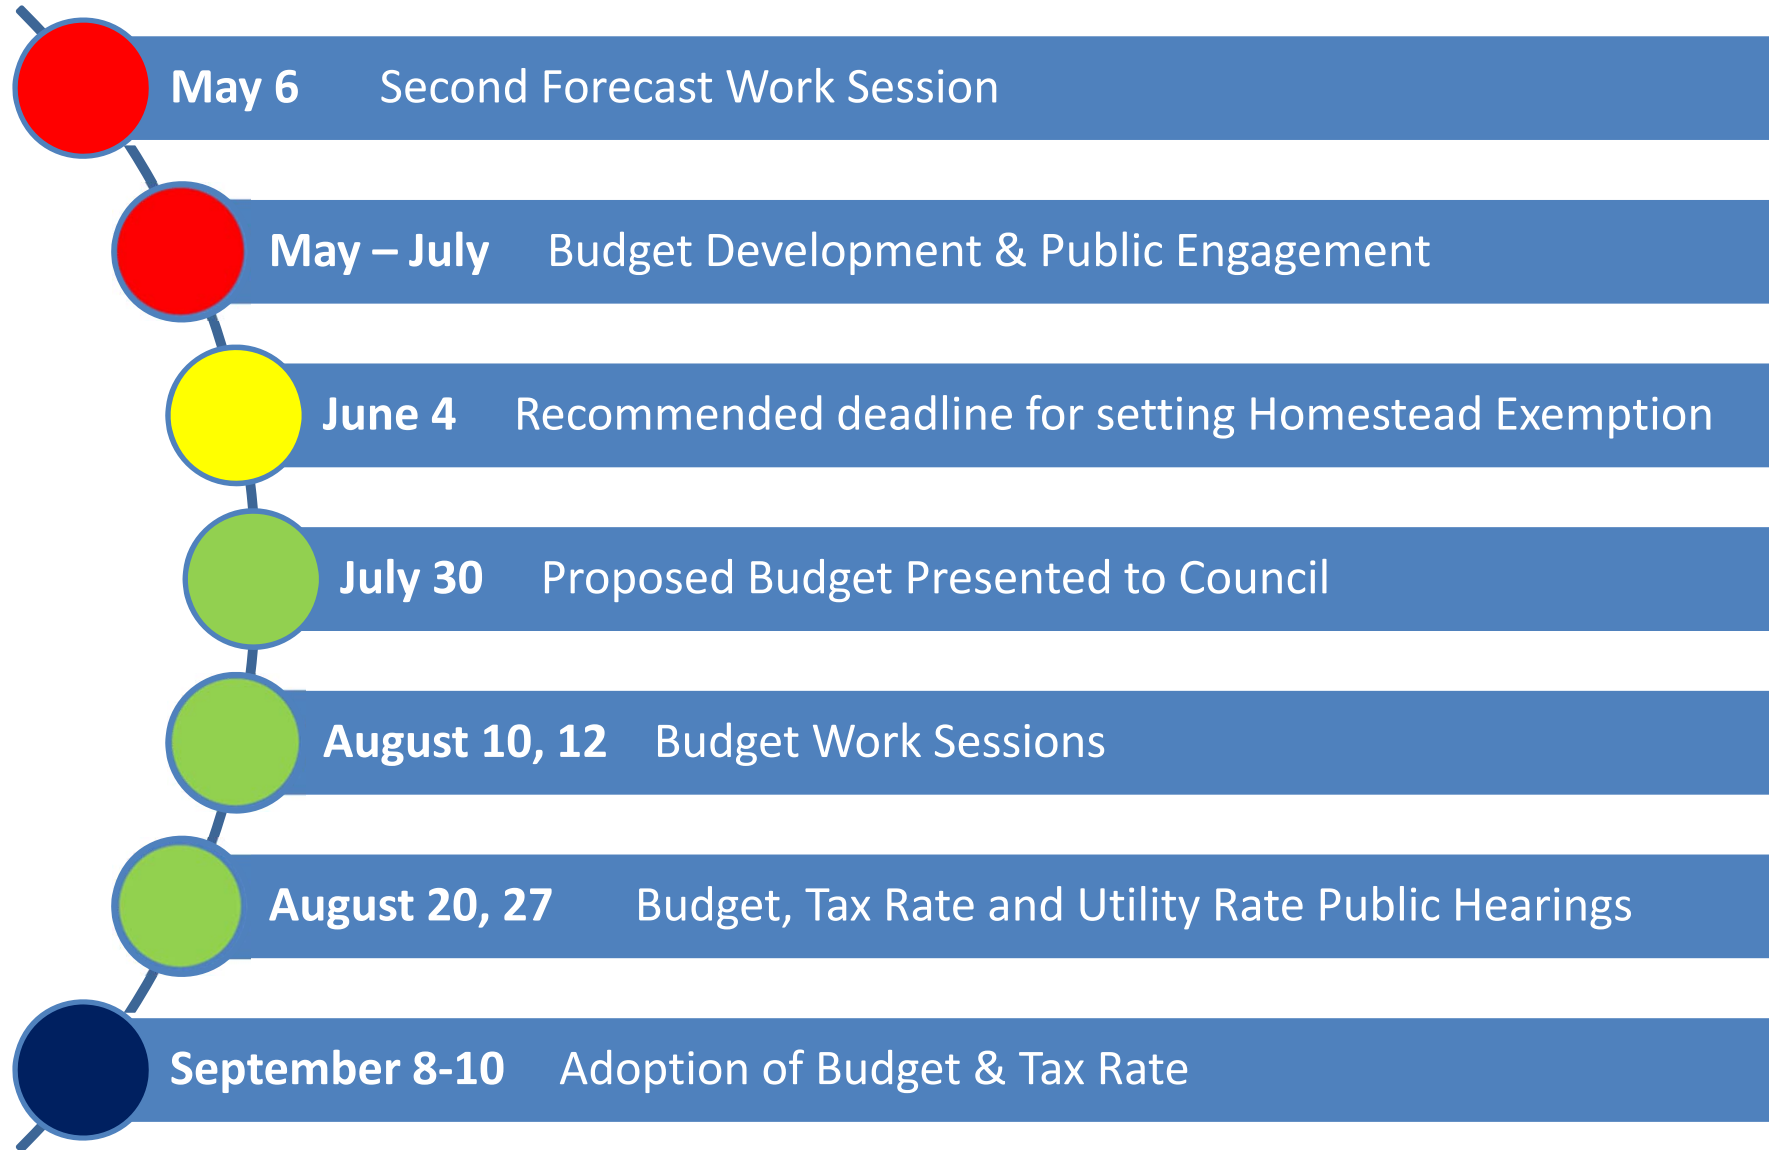 May 6 Second Forecast Work Session
May – July Budget Development & Public Engagement
June 4 Recommended deadline for setting Homestead Exemption
July 30 Proposed Budget Presented to Council
August 10, 12 Budget Work Sessions
August 20, 27 Budget, Tax Rate and Utility Rate Public Hearings
September 8-10 Adoption of Budget & Tax Rate